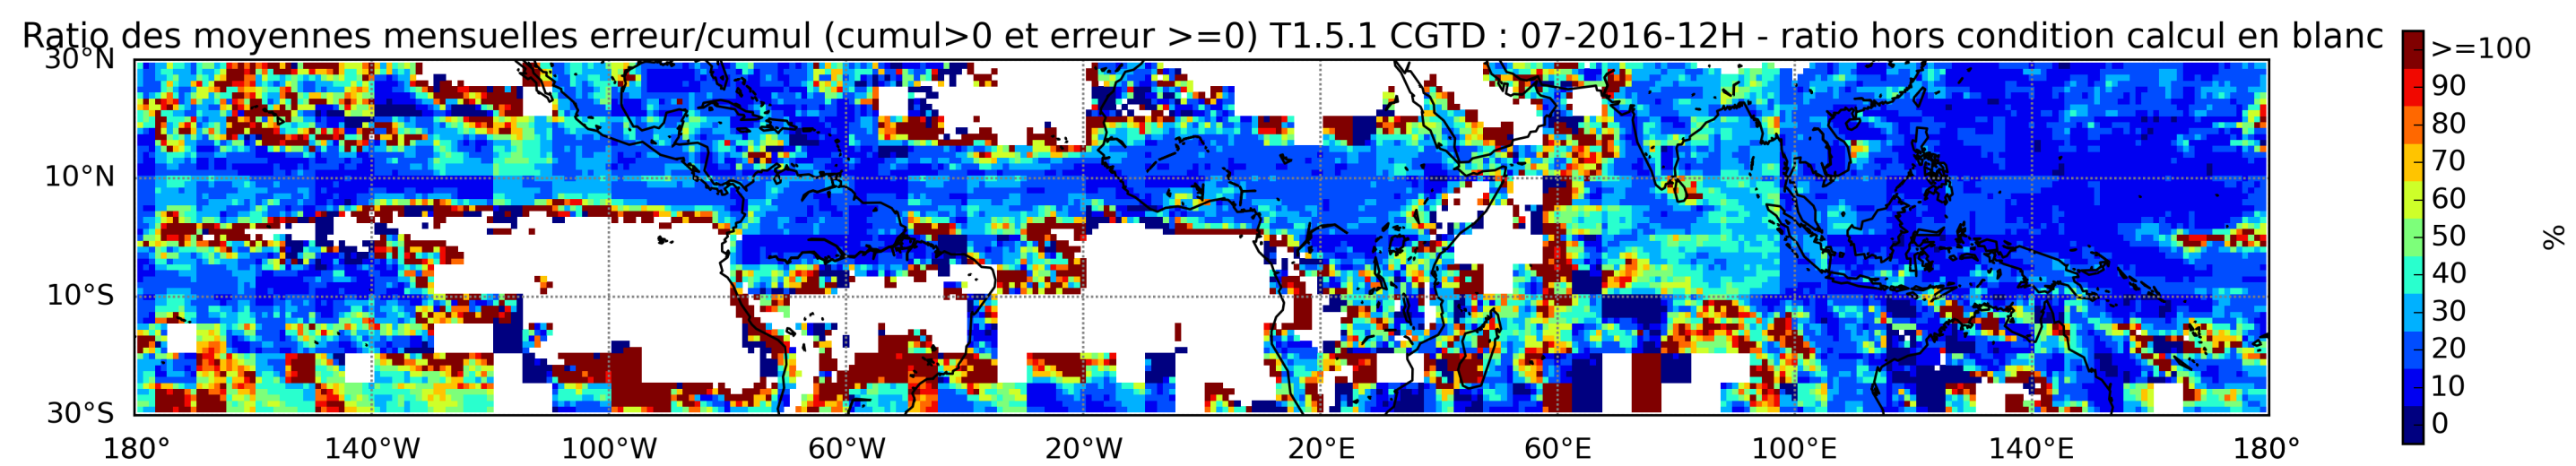 Ratio des moyennes mensuelles erreur/cumul (cumul>0 et erreur >=0) T1.5.1 CGTD : 07-2016-12H - ratio hors condition calcul en blanc
30°N
10°N
10°S
30°S
180° 140°W 100°W 60°W 20°W 20°E 60°E 100°E 140°E 180°
>=100
90
80
70
60
50
40
30
20
10
0
%